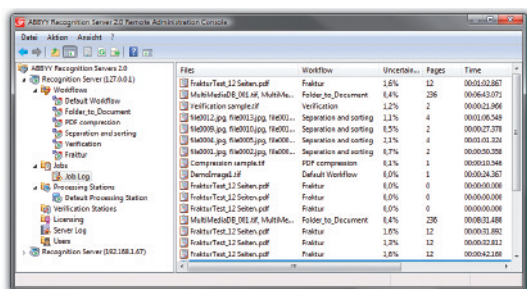 ABBYY Recognition Server 2.0 Remote Administration Console
Datei Aktion Ansicht ?
ABBYY Recognition Servers 2.0
Recognition Server (127.0.0.1)
Workflows
Default Workflow
Folder_to_Document
PDF compression
Separation and sorting
Verification
Fraktur
Jobs
Job Log
Processing Stations
Default Processing Station
Verification Stations
Licensing
Server Log
Users
Recognition Server (192.168.1.67)
Files Workflow Uncertain... Pages Time
FrakturTest_12 Seiten.pdf Fraktur 1,6% 12 00:01:02.867
MultiMediaDB_001.tif, MultiMe... Folder_to_Document 0,4% 236 00:06:43.071
Verification sample.tif Verification 1,2% 2 00:00:21.966
file0012.jpg, file0013.jpg, file001... Separation and sorting 1,1% 4 00:01:06.549
file0009.jpg, file0010.jpg, file001... Separation and sorting 0,5% 2 00:00:27.378
file0004.jpg, file0005.jpg, file000... Separation and sorting 2,1% 4 00:01:01.324
file0001.jpg, file0002.jpg, file000... Separation and sorting 0,7% 2 00:00:50.558
Compression sample.tif PDF compression 0,1% 1 00:00:10.546
DemoImage1.tif Default Workflow 0,0% 1 00:00:24.367
FrakturTest_12 Seiten.pdf Fraktur 0,0% 0 00:00:00.000
FrakturTest_12 Seiten.pdf Fraktur 0,0% 0 00:00:00.000
FrakturTest_12 Seiten.pdf Fraktur 0,0% 0 00:00:00.000
MultiMediaDB_001.tif, MultiMe... Folder_to_Document 0,4% 236 00:08:31.486
FrakturTest_12 Seiten.pdf Fraktur 1,6% 12 00:00:31.892
FrakturTest_12 Seiten.pdf Fraktur 1,3% 12 00:00:32.812
FrakturTest_12 Seiten.pdf Fraktur 1,6% 12 00:00:42.160